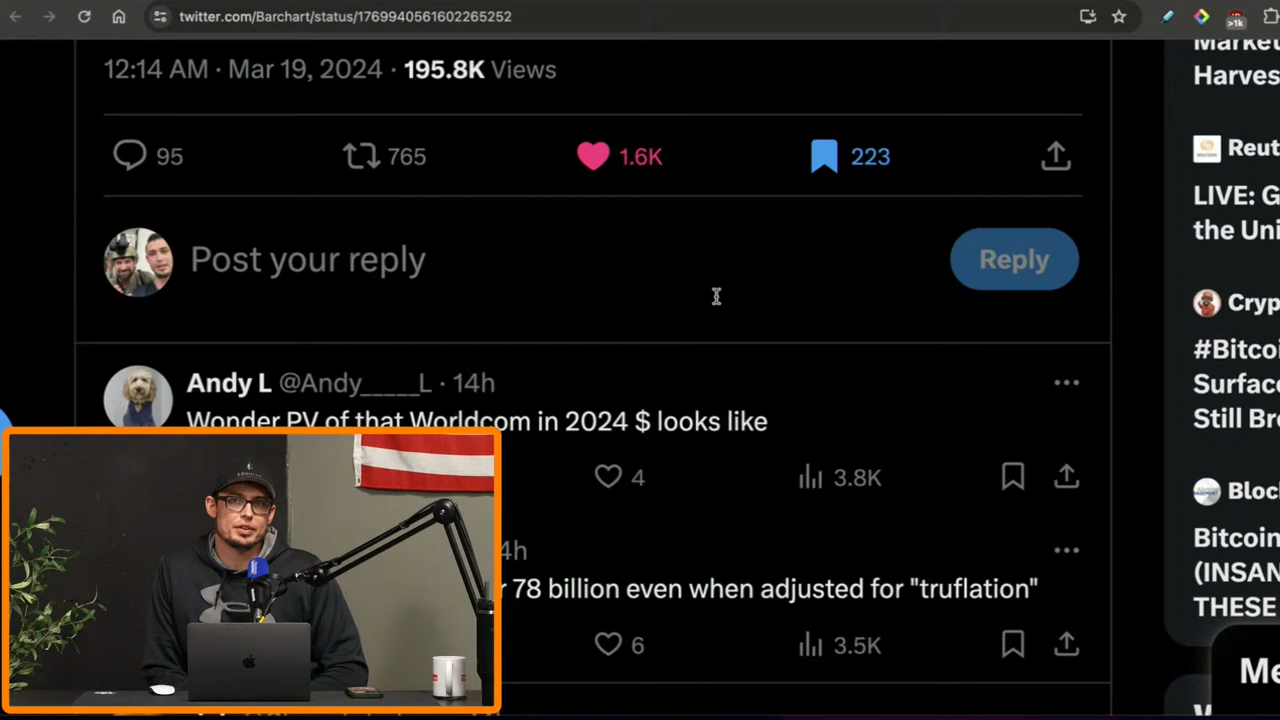 twitter.com/Barchart/status/1769940561602265252
>1k
12:14 AM · Mar 19, 2024 · 195.8K Views
95
765
1.6K
223
Post your reply
Reply
Andy L @Andy_____L · 14h
Wonder PV of that Worldcom in 2024 $ looks like
4
3.8K
78 billion even when adjusted for "truflation"
6
3.5K
Market
Harves
Reut
LIVE: G
the Uni
Cryp
#Bitcoi
Surface
Still Bro
Bloc
Bitcoin
(INSAN
THESE
Me